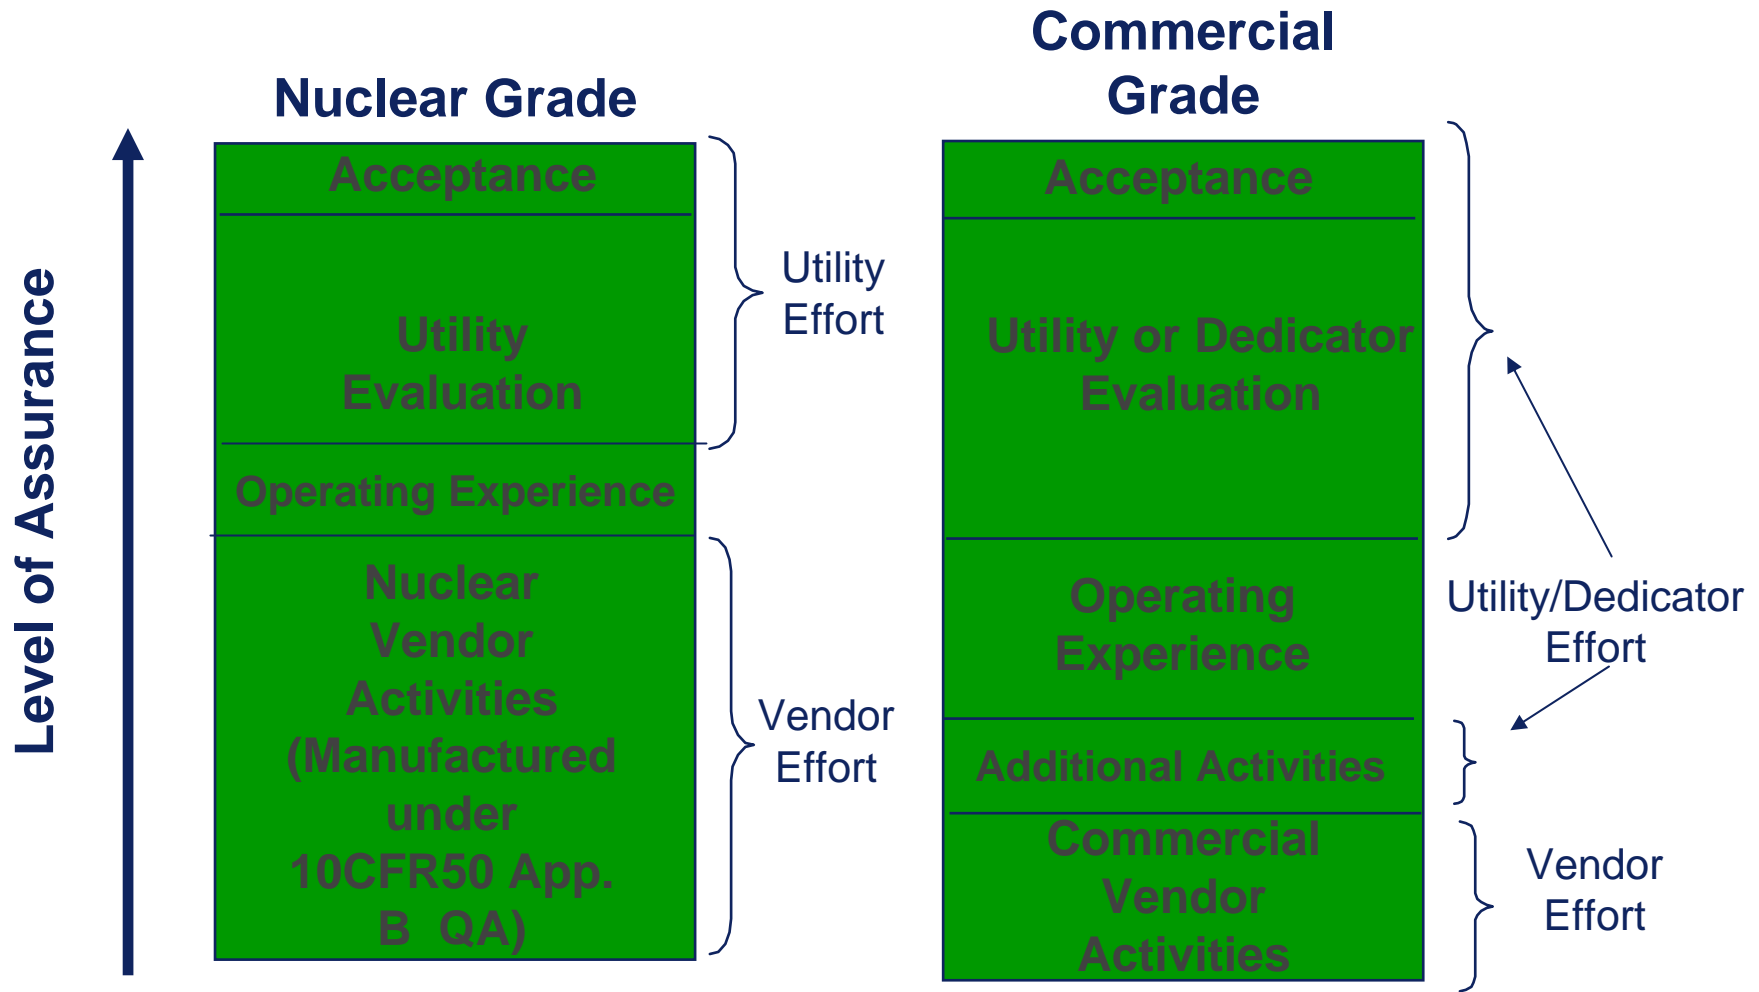 Level of Assurance
Nuclear Grade
Acceptance
Utility
Evaluation
Operating Experience
Nuclear
Vendor
Activities
(Manufactured
under
10CFR50 App.
B QA)
Utility
Effort
Vendor
Effort
Commercial
Grade
Acceptance
Utility or Dedicator
Evaluation
Operating
Experience
Additional Activities
Commercial
Vendor
Activities
Utility/Dedicator
Effort
Vendor
Effort